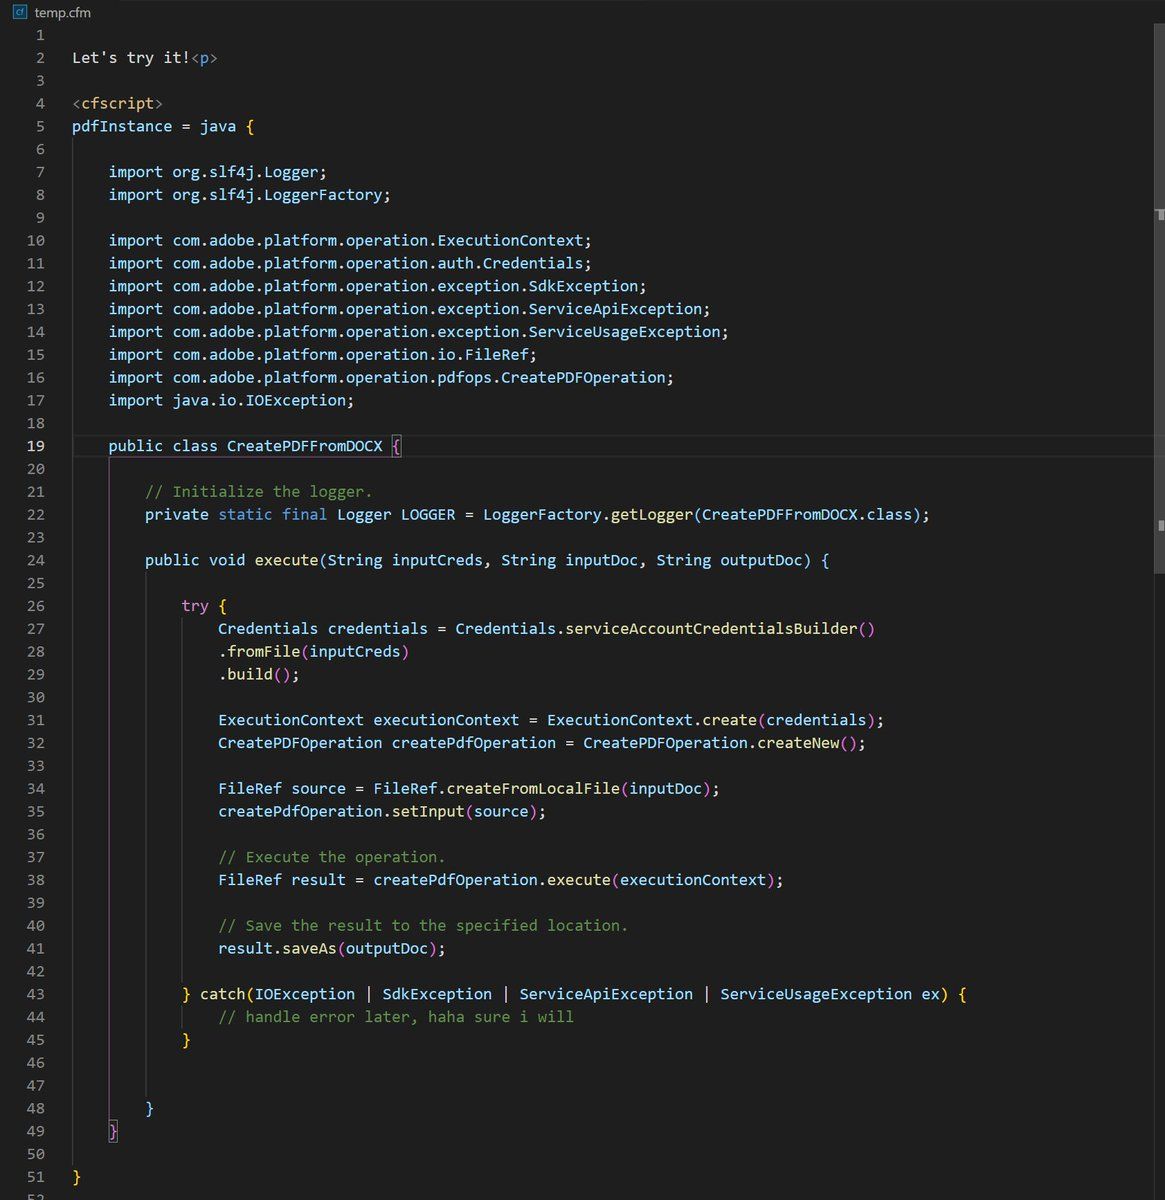 cf temp.cfm
1
2 Let's try it!<p>
3
4 <cfscript>
5 pdfInstance = java {
6
7 import org.slf4j.Logger;
8 import org.slf4j.LoggerFactory;
9
10 import com.adobe.platform.operation.ExecutionContext;
11 import com.adobe.platform.operation.auth.Credentials;
12 import com.adobe.platform.operation.exception.SdkException;
13 import com.adobe.platform.operation.exception.ServiceApiException;
14 import com.adobe.platform.operation.exception.ServiceUsageException;
15 import com.adobe.platform.operation.io.FileRef;
16 import com.adobe.platform.operation.pdfops.CreatePDFOperation;
17 import java.io.IOException;
18
19 public class CreatePDFFromDOCX {
20
21 // Initialize the logger.
22 private static final Logger LOGGER = LoggerFactory.getLogger(CreatePDFFromDOCX.class);
23
24 public void execute(String inputCreds, String inputDoc, String outputDoc) {
25
26 try {
27 Credentials credentials = Credentials.serviceAccountCredentialsBuilder()
28 .fromFile(inputCreds)
29 .build();
30
31 ExecutionContext executionContext = ExecutionContext.create(credentials);
32 CreatePDFOperation createPdfOperation = CreatePDFOperation.createNew();
33
34 FileRef source = FileRef.createFromLocalFile(inputDoc);
35 createPdfOperation.setInput(source);
36
37 // Execute the operation.
38 FileRef result = createPdfOperation.execute(executionContext);
39
40 // Save the result to the specified location.
41 result.saveAs(outputDoc);
42
43 } catch(IOException | SdkException | ServiceApiException | ServiceUsageException ex) {
44 // handle error later, haha sure i will
45 }
46
47
48 }
49 }
50
51 }
52